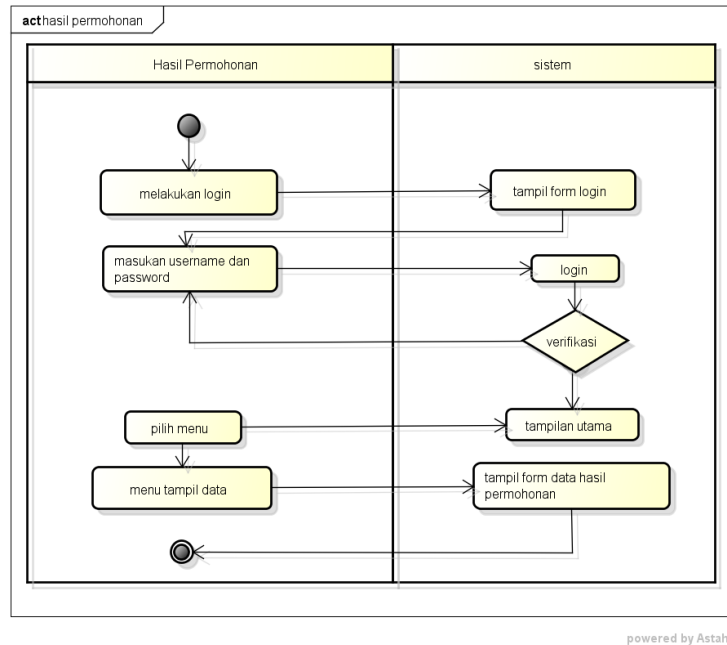 act hasil permohonan
Hasil Permohonan
sistem
melakukan login
tampil form login
masukan username dan
password
login
verifikasi
pilih menu
tampilan utama
menu tampil data
tampil form data hasil
permohonan
powered by Astah